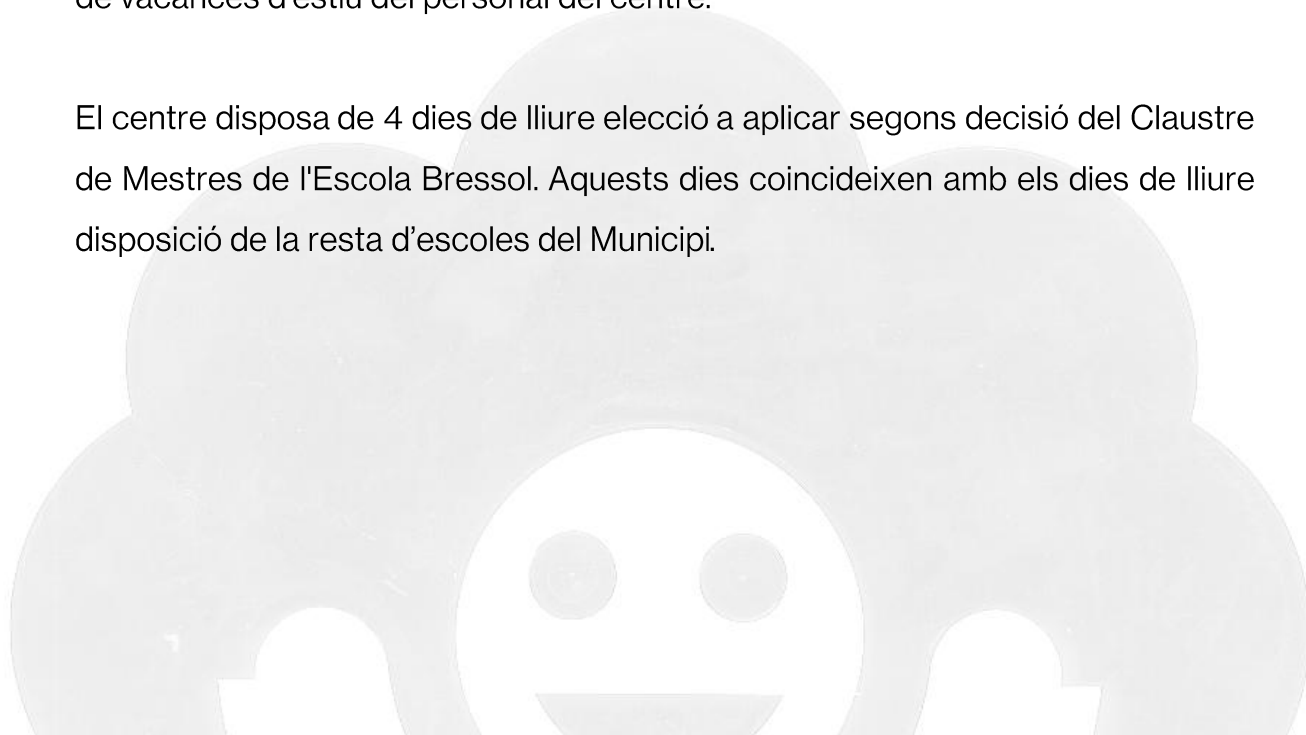 de vacances d'estiu del personal del centre.
El centre disposa de 4 dies de lliure elecció a aplicar segons decisió del Claustre
de Mestres de l'Escola Bressol. Aquests dies coincideixen amb els dies de lliure
disposició de la resta d’escoles del Municipi.